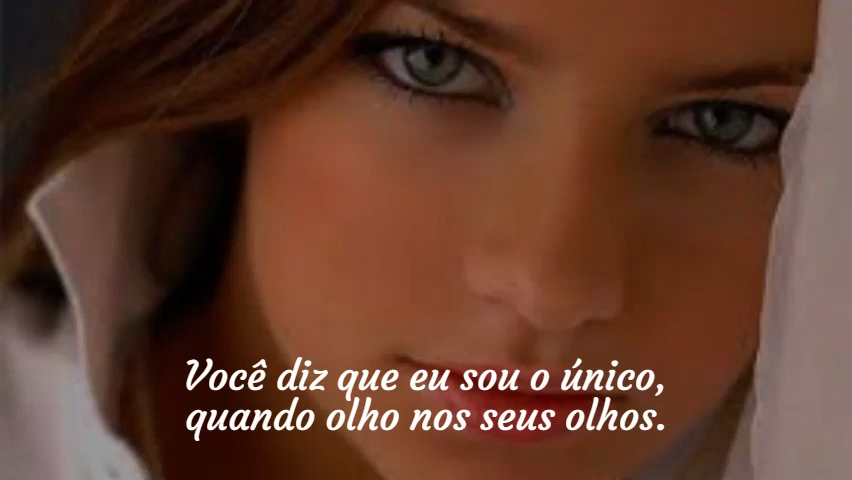 Você diz que eu sou o único,
quando olho nos seus olhos.